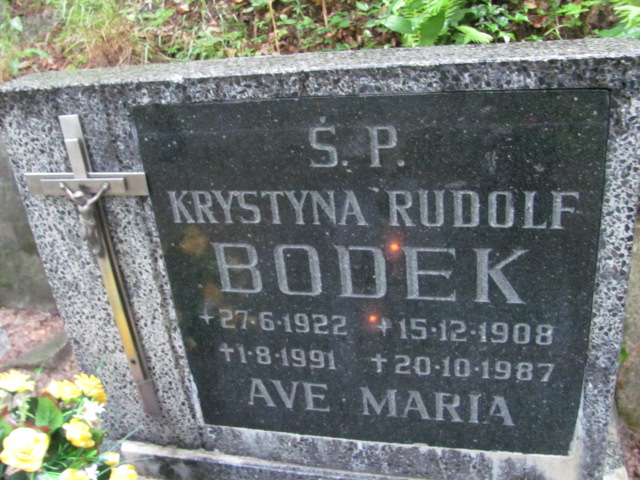 Ś. P.
KRYSTYNA RUDOLF
BODEK
+27·6·1922 +15·12·1908
+1·8·1991 +20·10·1987
AVE MARIA